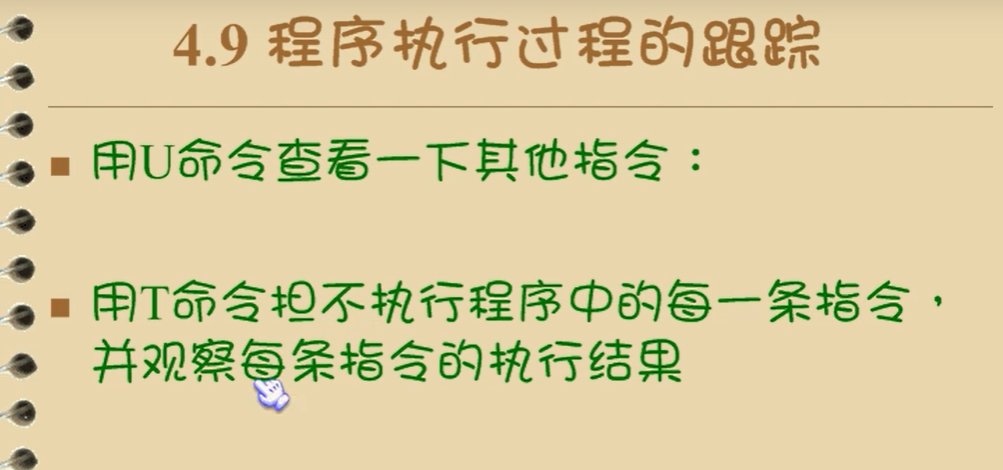 4.9 程序执行过程的跟踪
用U命令查看一下其他指令：
用T命令担不执行程序中的每一条指令，
并观察每条指令的执行结果